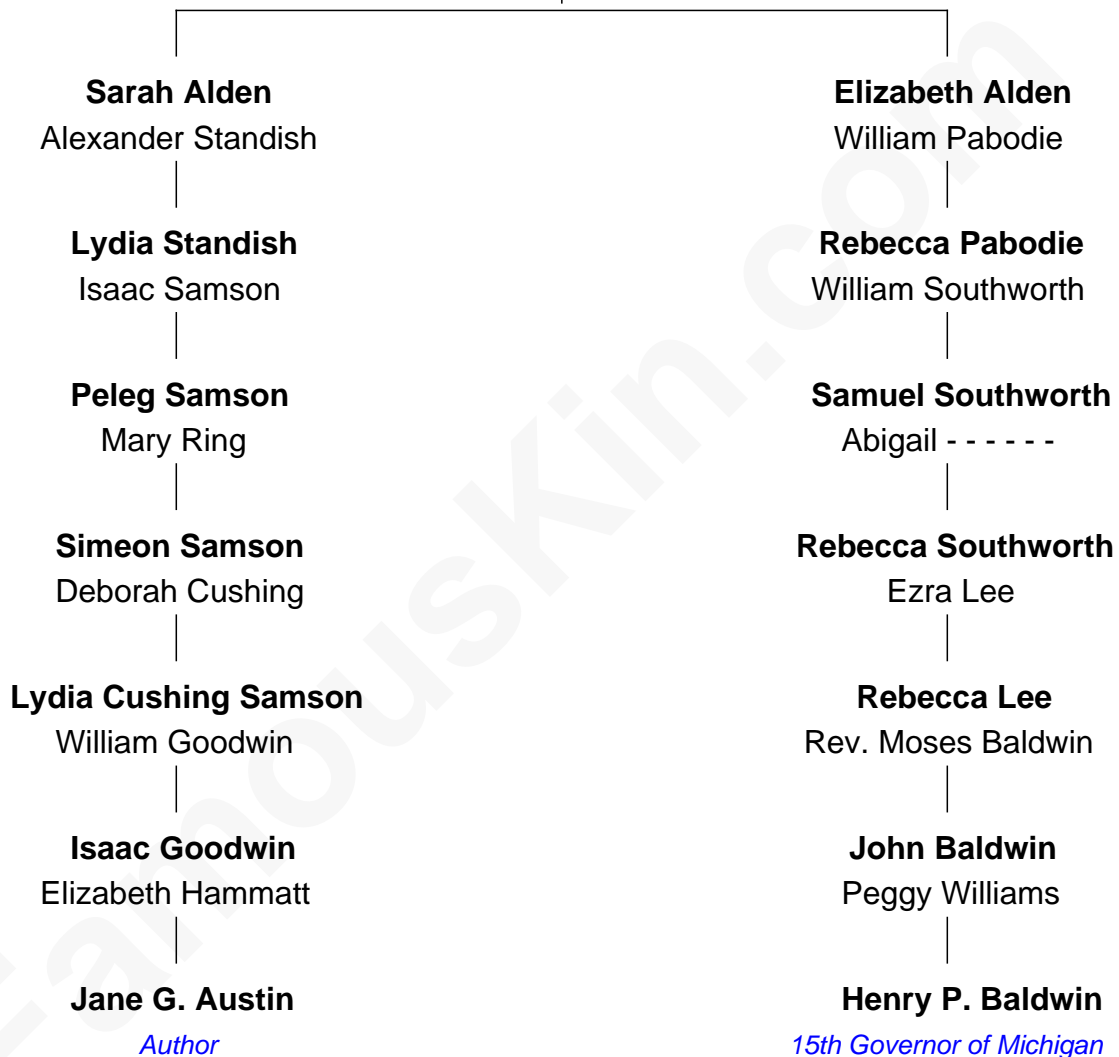 Sarah Alden
Alexander Standish
Elizabeth Alden
William Pabodie
Lydia Standish
Isaac Samson
Rebecca Pabodie
William Southworth
Peleg Samson
Mary Ring
Samuel Southworth
Abigail - - - - - -
Simeon Samson
Deborah Cushing
Rebecca Southworth
Ezra Lee
Lydia Cushing Samson
William Goodwin
Rebecca Lee
Rev. Moses Baldwin
Isaac Goodwin
Elizabeth Hammatt
John Baldwin
Peggy Williams
Jane G. Austin
Author
Henry P. Baldwin
15th Governor of Michigan
FamousKin.com